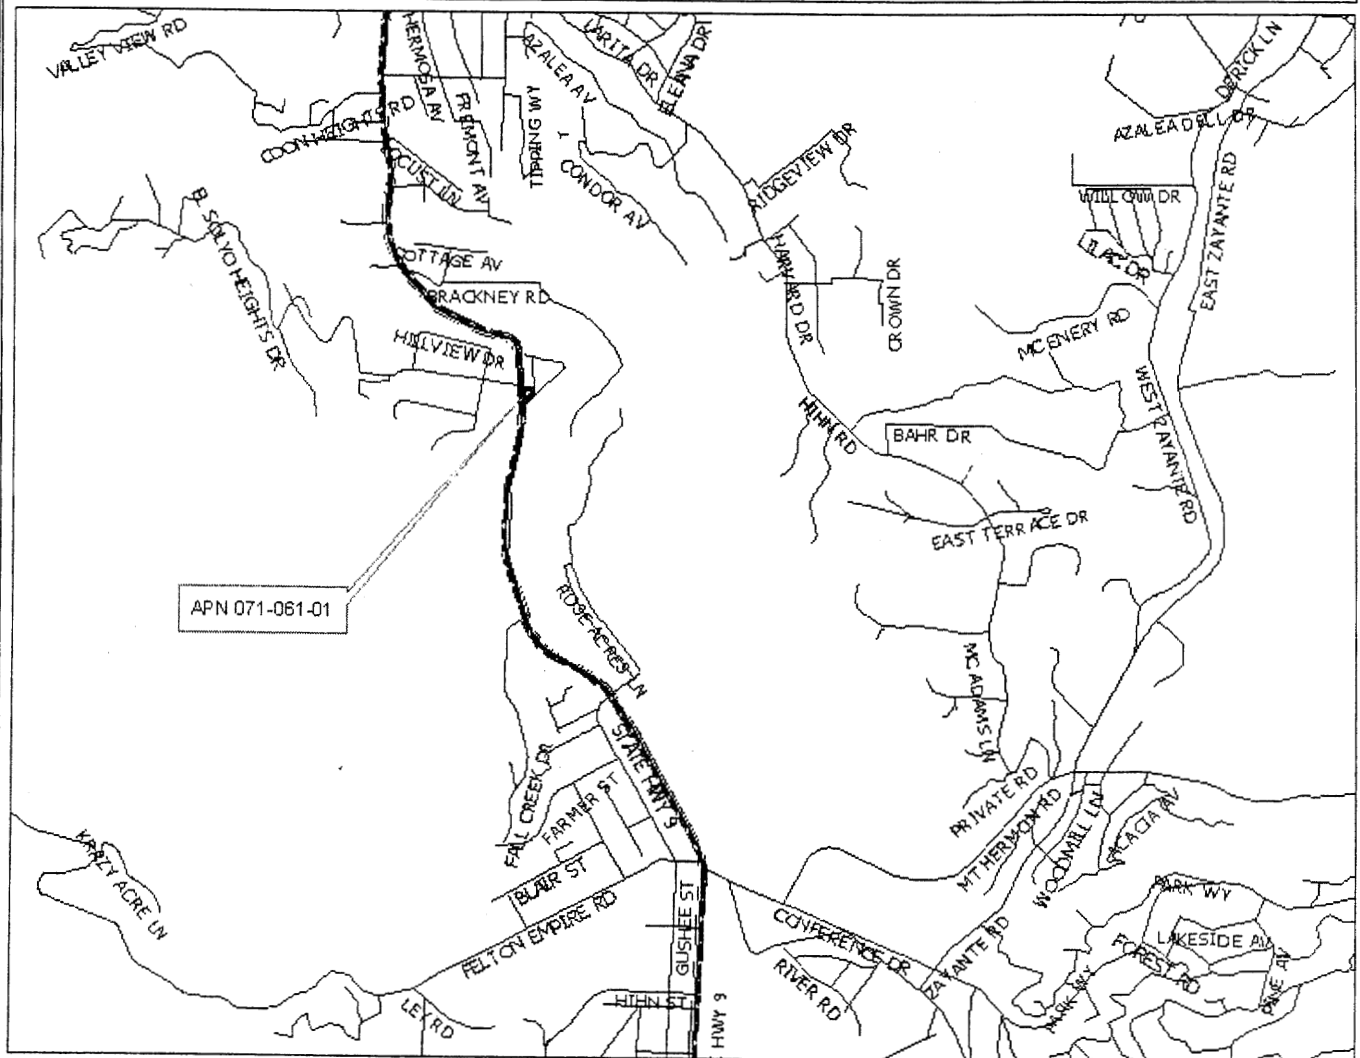 VALLEY VIEW RD
HERMOSA AV
AZALEA AV
LARITA DR
ELEANA DR
DERICK LN
COON HEIGHTS RD
FREMONT AV
TIPPING WY
T
AZALEA DELL DR
LOCUST LN
CONDOR AV
RIDGEVIEW DR
EAST ZAYANTE RD
WILLOW DR
EL SOLYO HEIGHTS DR
COTTAGE AV
HARVARD DR
CROWN DR
LILAC DR
BRACKNEY RD
HILLVIEW DR
MC ENERY RD
WEST ZAYANTE RD
HIHN RD
BAHR DR
EAST TERRACE DR
APN 071-061-01
ROSE ACRES LN
MC ADAMS LN
STATE HWY 9
FALL CREEK DR
FARMER ST
PRIVATE RD
MT HERMON RD
WOODMILL LN
ACACIA AV
KRAZY ACRE LN
BLAIR ST
FELTON EMPIRE RD
GUSHEE ST
CONFERENCE DR
PARK WY
LAKESIDE AV
FOREST RD
PINE AV
ZAYANTE RD
RIVER RD
PARK WY
LEY RD
HIHN ST
HWY 9